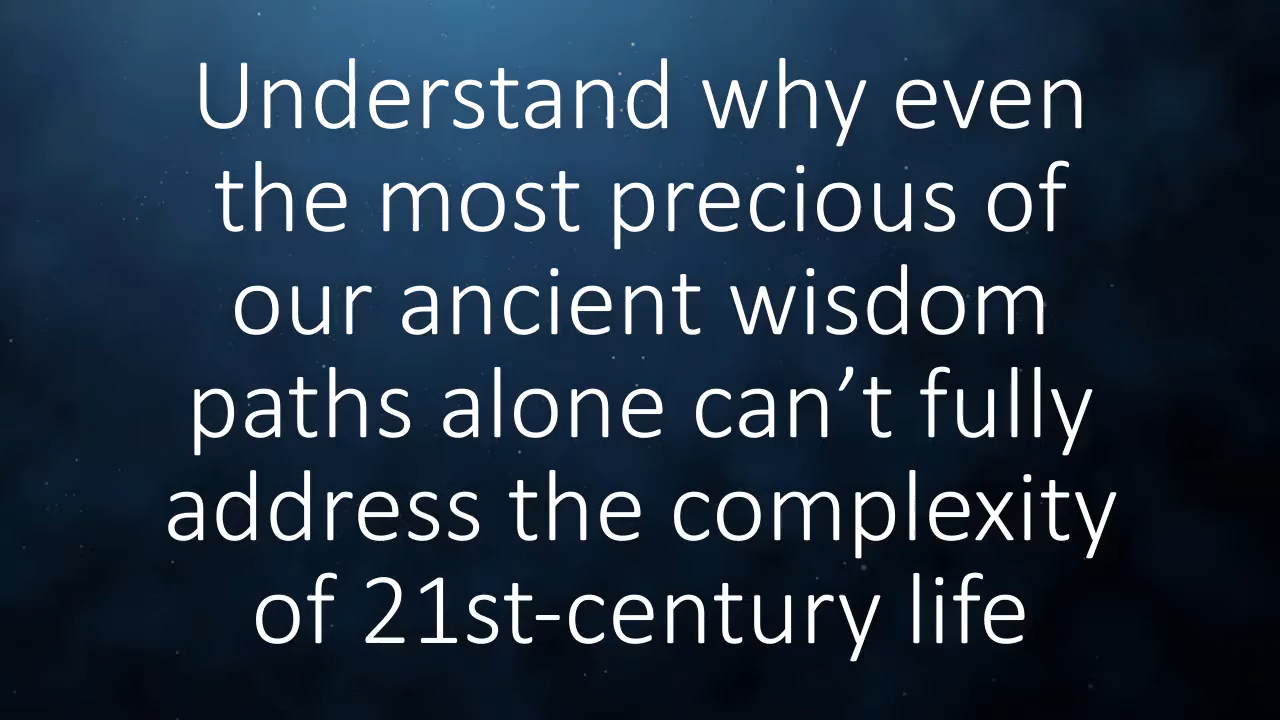 Understand why even
the most precious of
our ancient wisdom
paths alone can’t fully
address the complexity
of 21st-century life